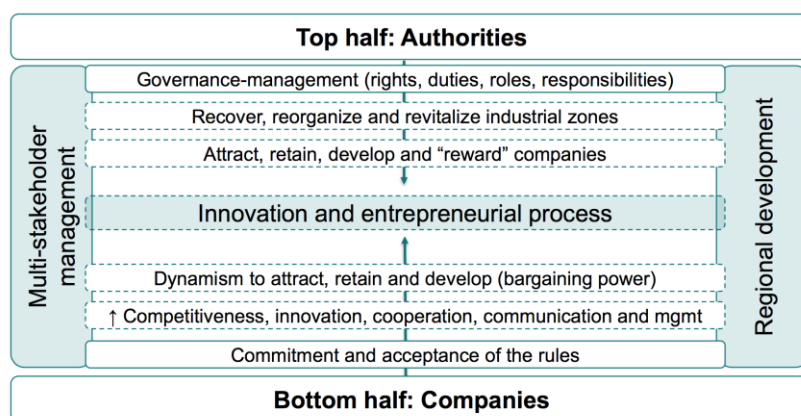 Top half: Authorities
Multi-stakeholder
management
Governance-management (rights, duties, roles, responsibilities)
Recover, reorganize and revitalize industrial zones
Attract, retain, develop and “reward” companies
Innovation and entrepreneurial process
Dynamism to attract, retain and develop (bargaining power)
↑ Competitiveness, innovation, cooperation, communication and mgmt
Commitment and acceptance of the rules
Regional development
Bottom half: Companies